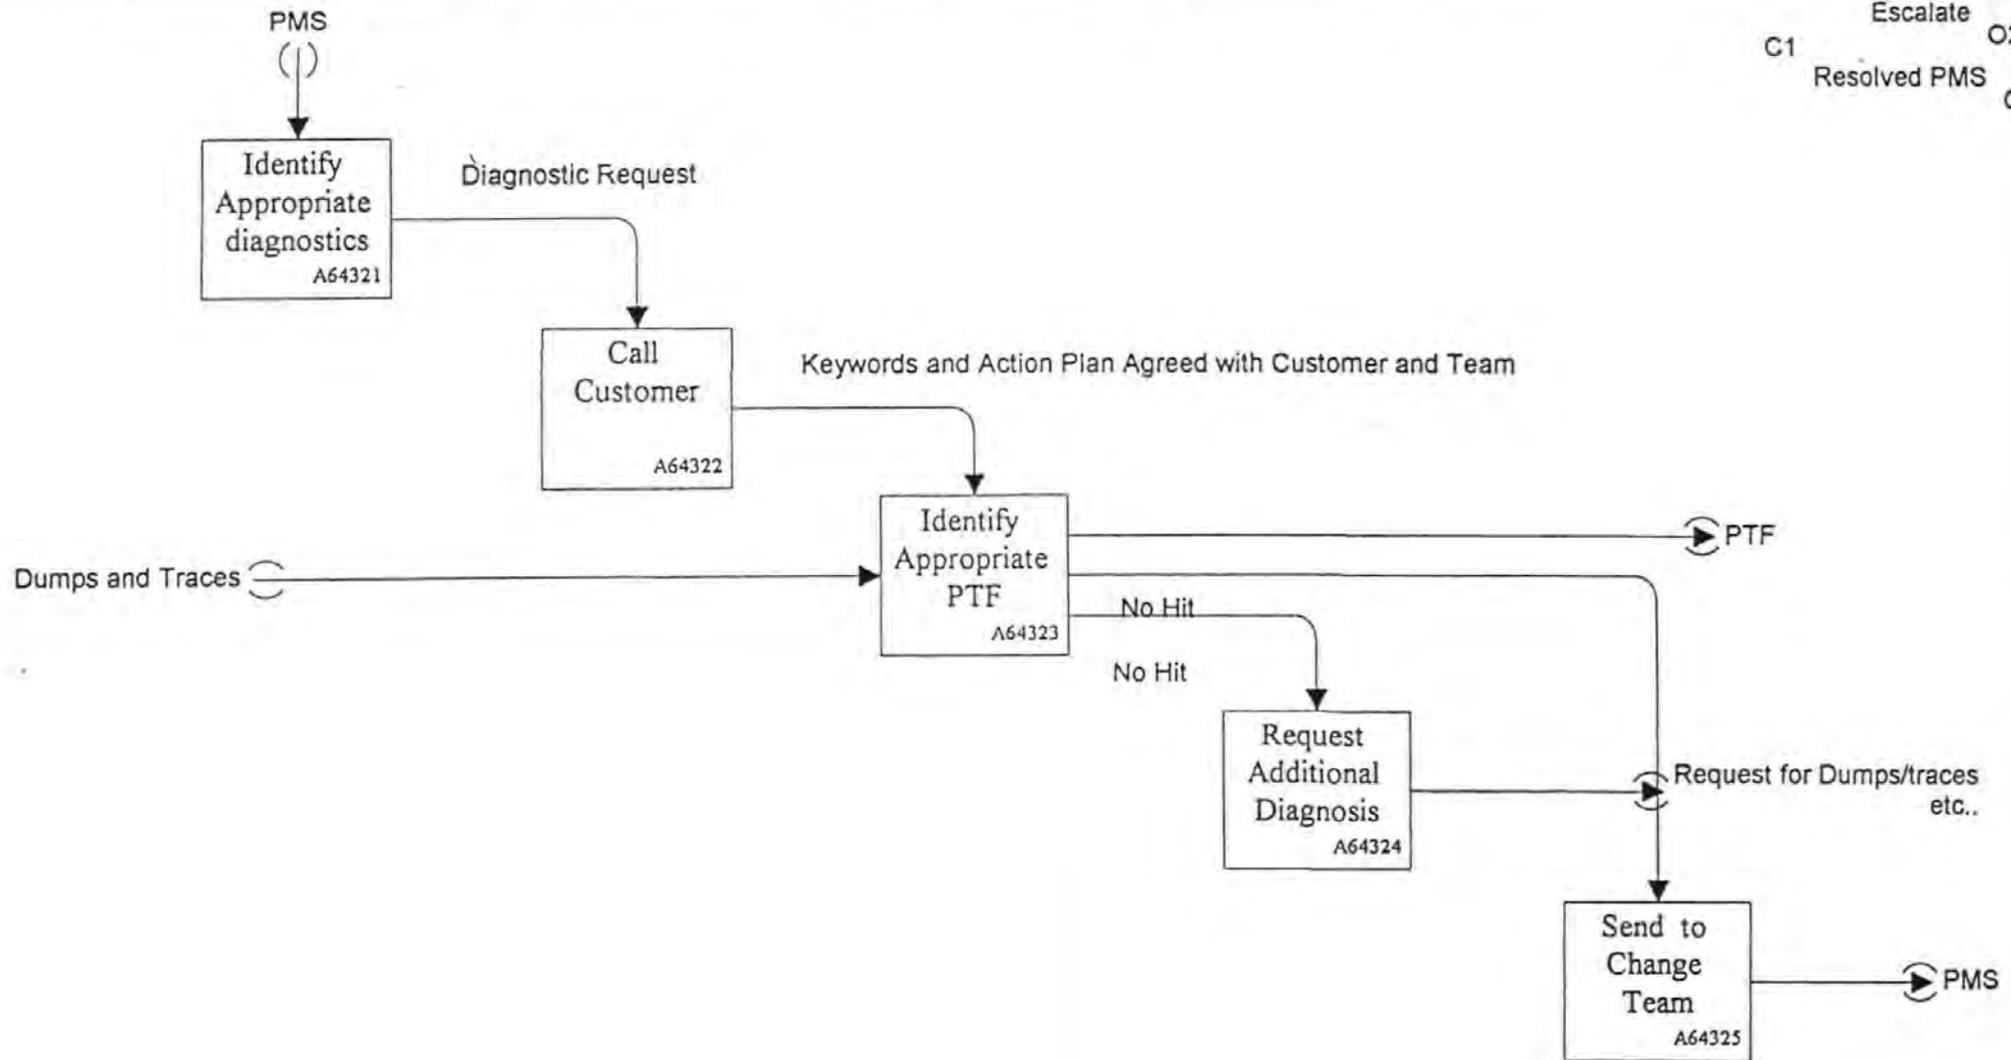 PMS
Escalate
C1
Resolved PMS
Identify
Appropriate
diagnostics
A64321
Diagnostic Request
Call
Customer
A64322
Keywords and Action Plan Agreed with Customer and Team
Identify
Appropriate
PTF
A64323
PTF
Dumps and Traces
No Hit
No Hit
Request
Additional
Diagnosis
A64324
Request for Dumps/traces
etc..
Send to
Change
Team
A64325
PMS